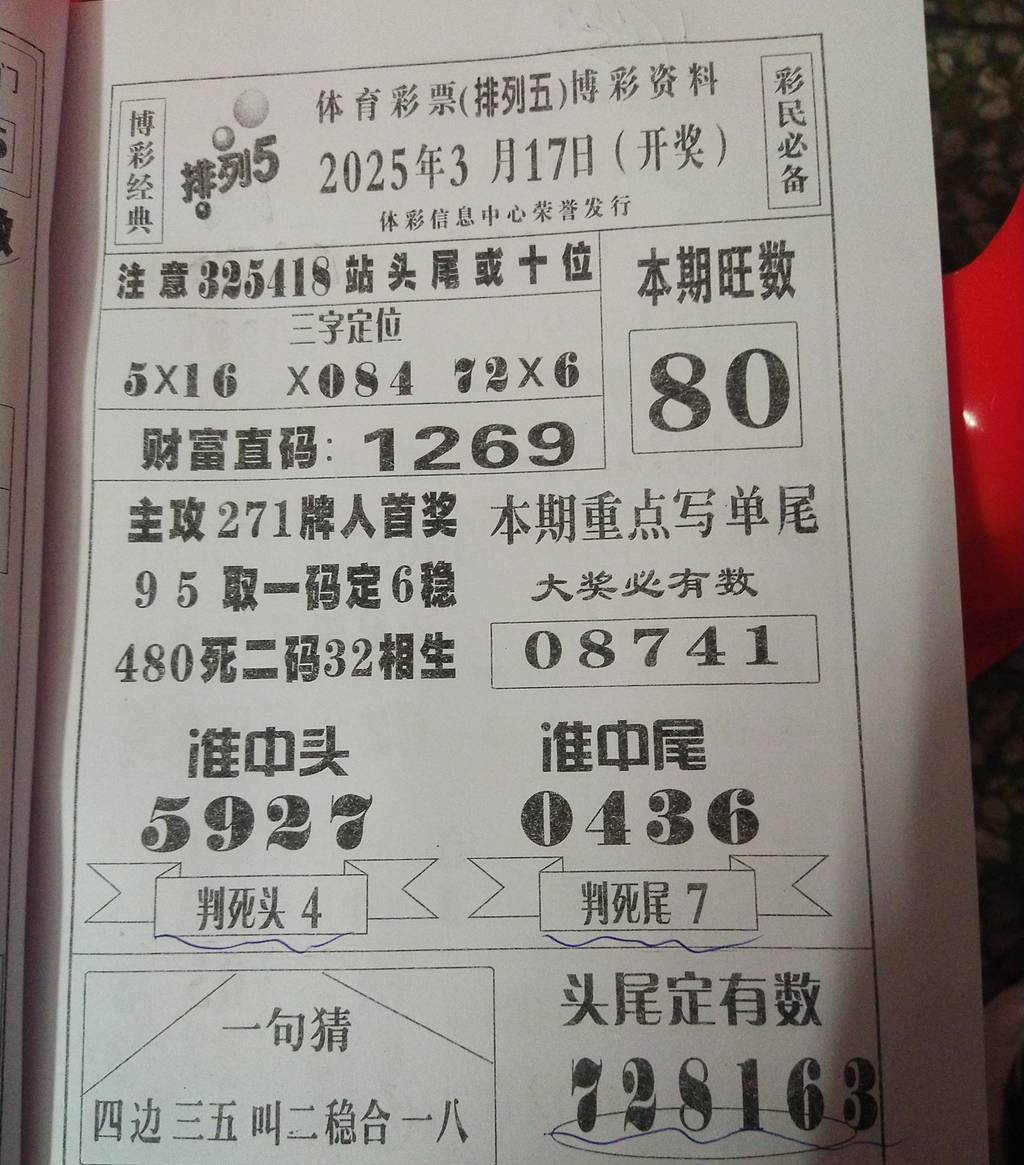 博彩经典
排列5
体育彩票(排列五)博彩资料
2025年3月17日(开奖)
体彩信息中心荣誉发行
彩民必备
注意325418站头尾或十位
三字定位
5X16 X084 72X6
财富直码：1269
本期旺数
80
主攻271牌人首奖
95取一码定6稳
480死二码32相生
本期重点写单尾
大奖必有数
08741
准中头
5927
判死头4
准中尾
0436
判死尾7
一句猜
四边三五叫二稳合一八
头尾定有数
728163